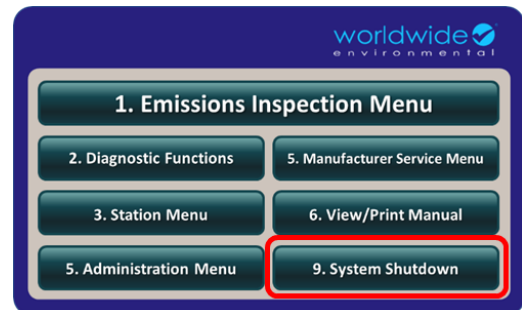 worldwide
environmental
1. Emissions Inspection Menu
2. Diagnostic Functions
5. Manufacturer Service Menu
3. Station Menu
6. View/Print Manual
5. Administration Menu
9. System Shutdown